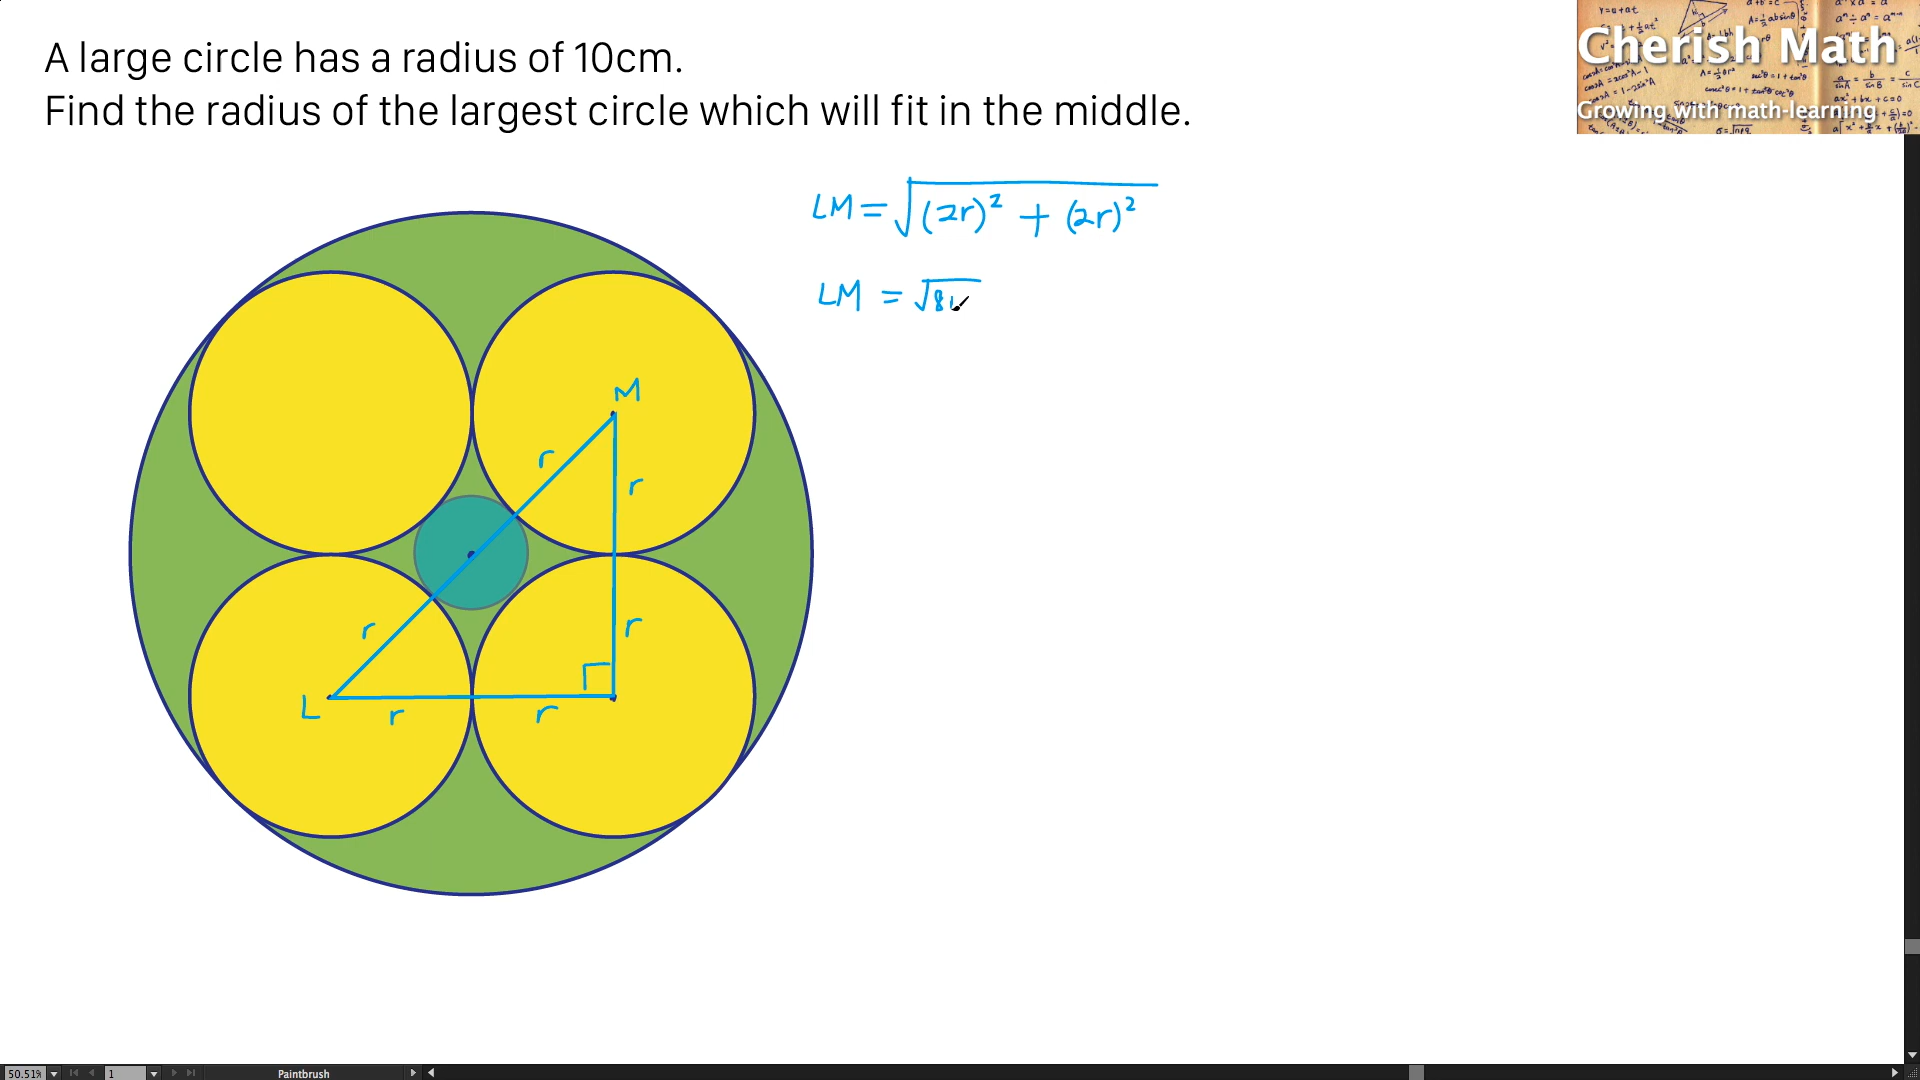 A large circle has a radius of 10cm.
Find the radius of the largest circle which will fit in the middle.
Cherish Math
Growing with math-learning
LM = √(2r)² + (2r)²
LM = √8
M
r
r
r
r
L
r
r
50.51%
1
Paintbrush